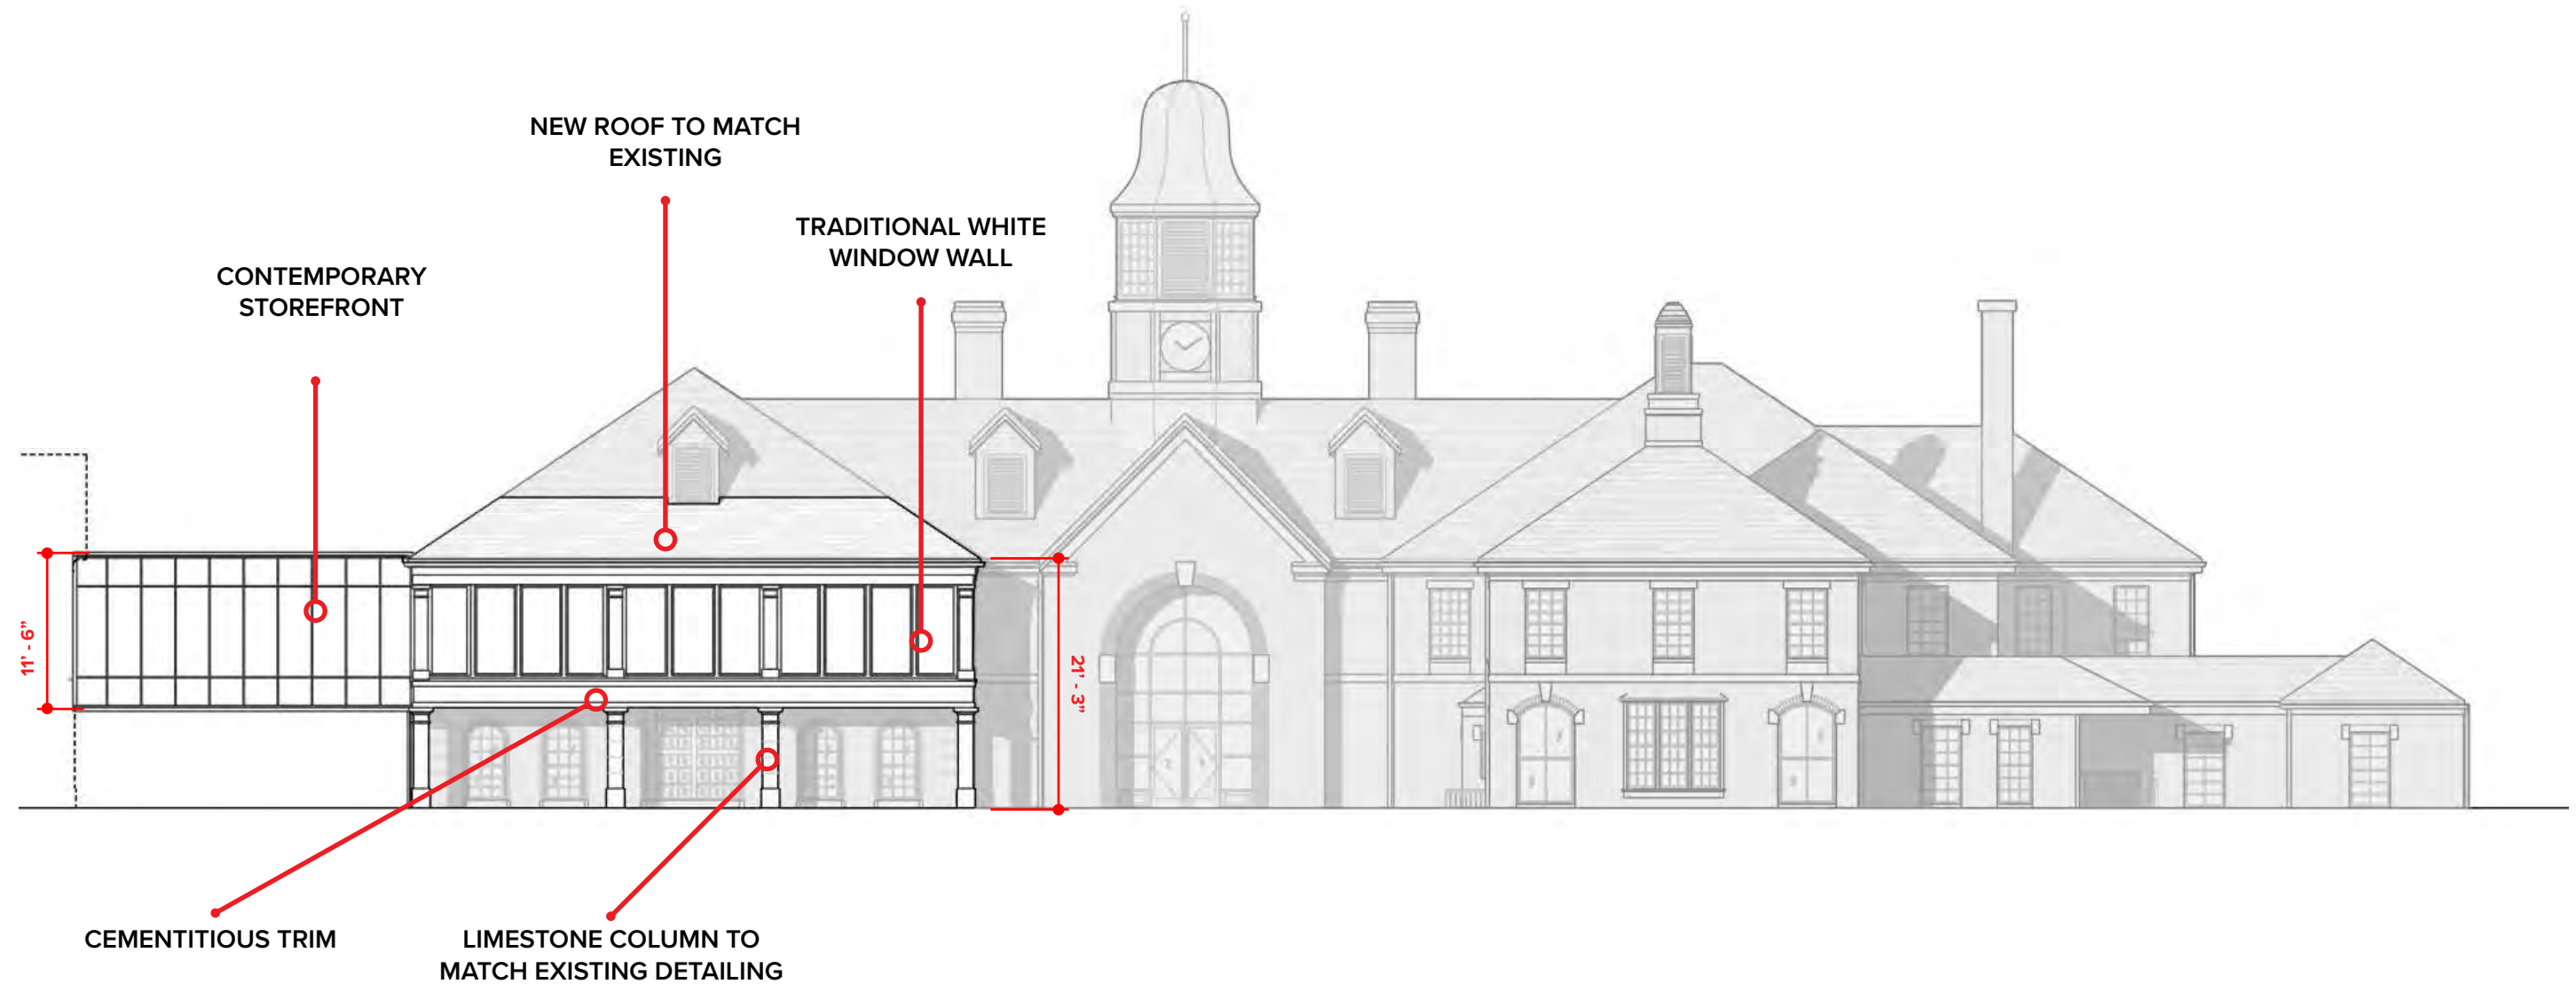 NEW ROOF TO MATCH
EXISTING
TRADITIONAL WHITE
WINDOW WALL
CONTEMPORARY
STOREFRONT
11' - 6"
21' - 3"
CEMENTITIOUS TRIM
LIMESTONE COLUMN TO
MATCH EXISTING DETAILING